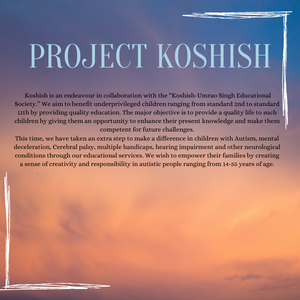 PROJECT KOSHISH
Koshish is an endeavour in collaboration with the "Koshish-Umrao Singh Educational
Society." We aim to benefit underprivileged children ranging from standard 2nd to standard
11th by providing quality education. The major objective is to provide a quality life to such
children by giving them an opportunity to enhance their present knowledge and make them
competent for future challenges.
This time, we have taken an extra step to make a difference in children with Autism, mental
deceleration, Cerebral palsy, multiple handicaps, hearing impairment and other neurological
conditions through our educational services. We wish to empower their families by creating
a sense of creativity and responsibility in autistic people ranging from 14-55 years of age.